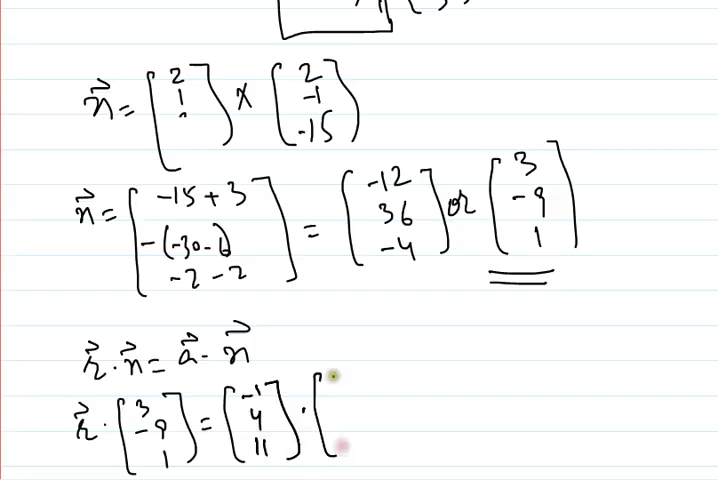 n⃗ = [2 1] × [2 -1 -15]
n⃗ = [-15 + 3 -(-30-6) -2 -2] = [-12 36 -4] or [3 -9 1]
r⃗ · n⃗ = a⃗ · n⃗
r⃗ · [3 -9 1] = [-1 4 11] · [